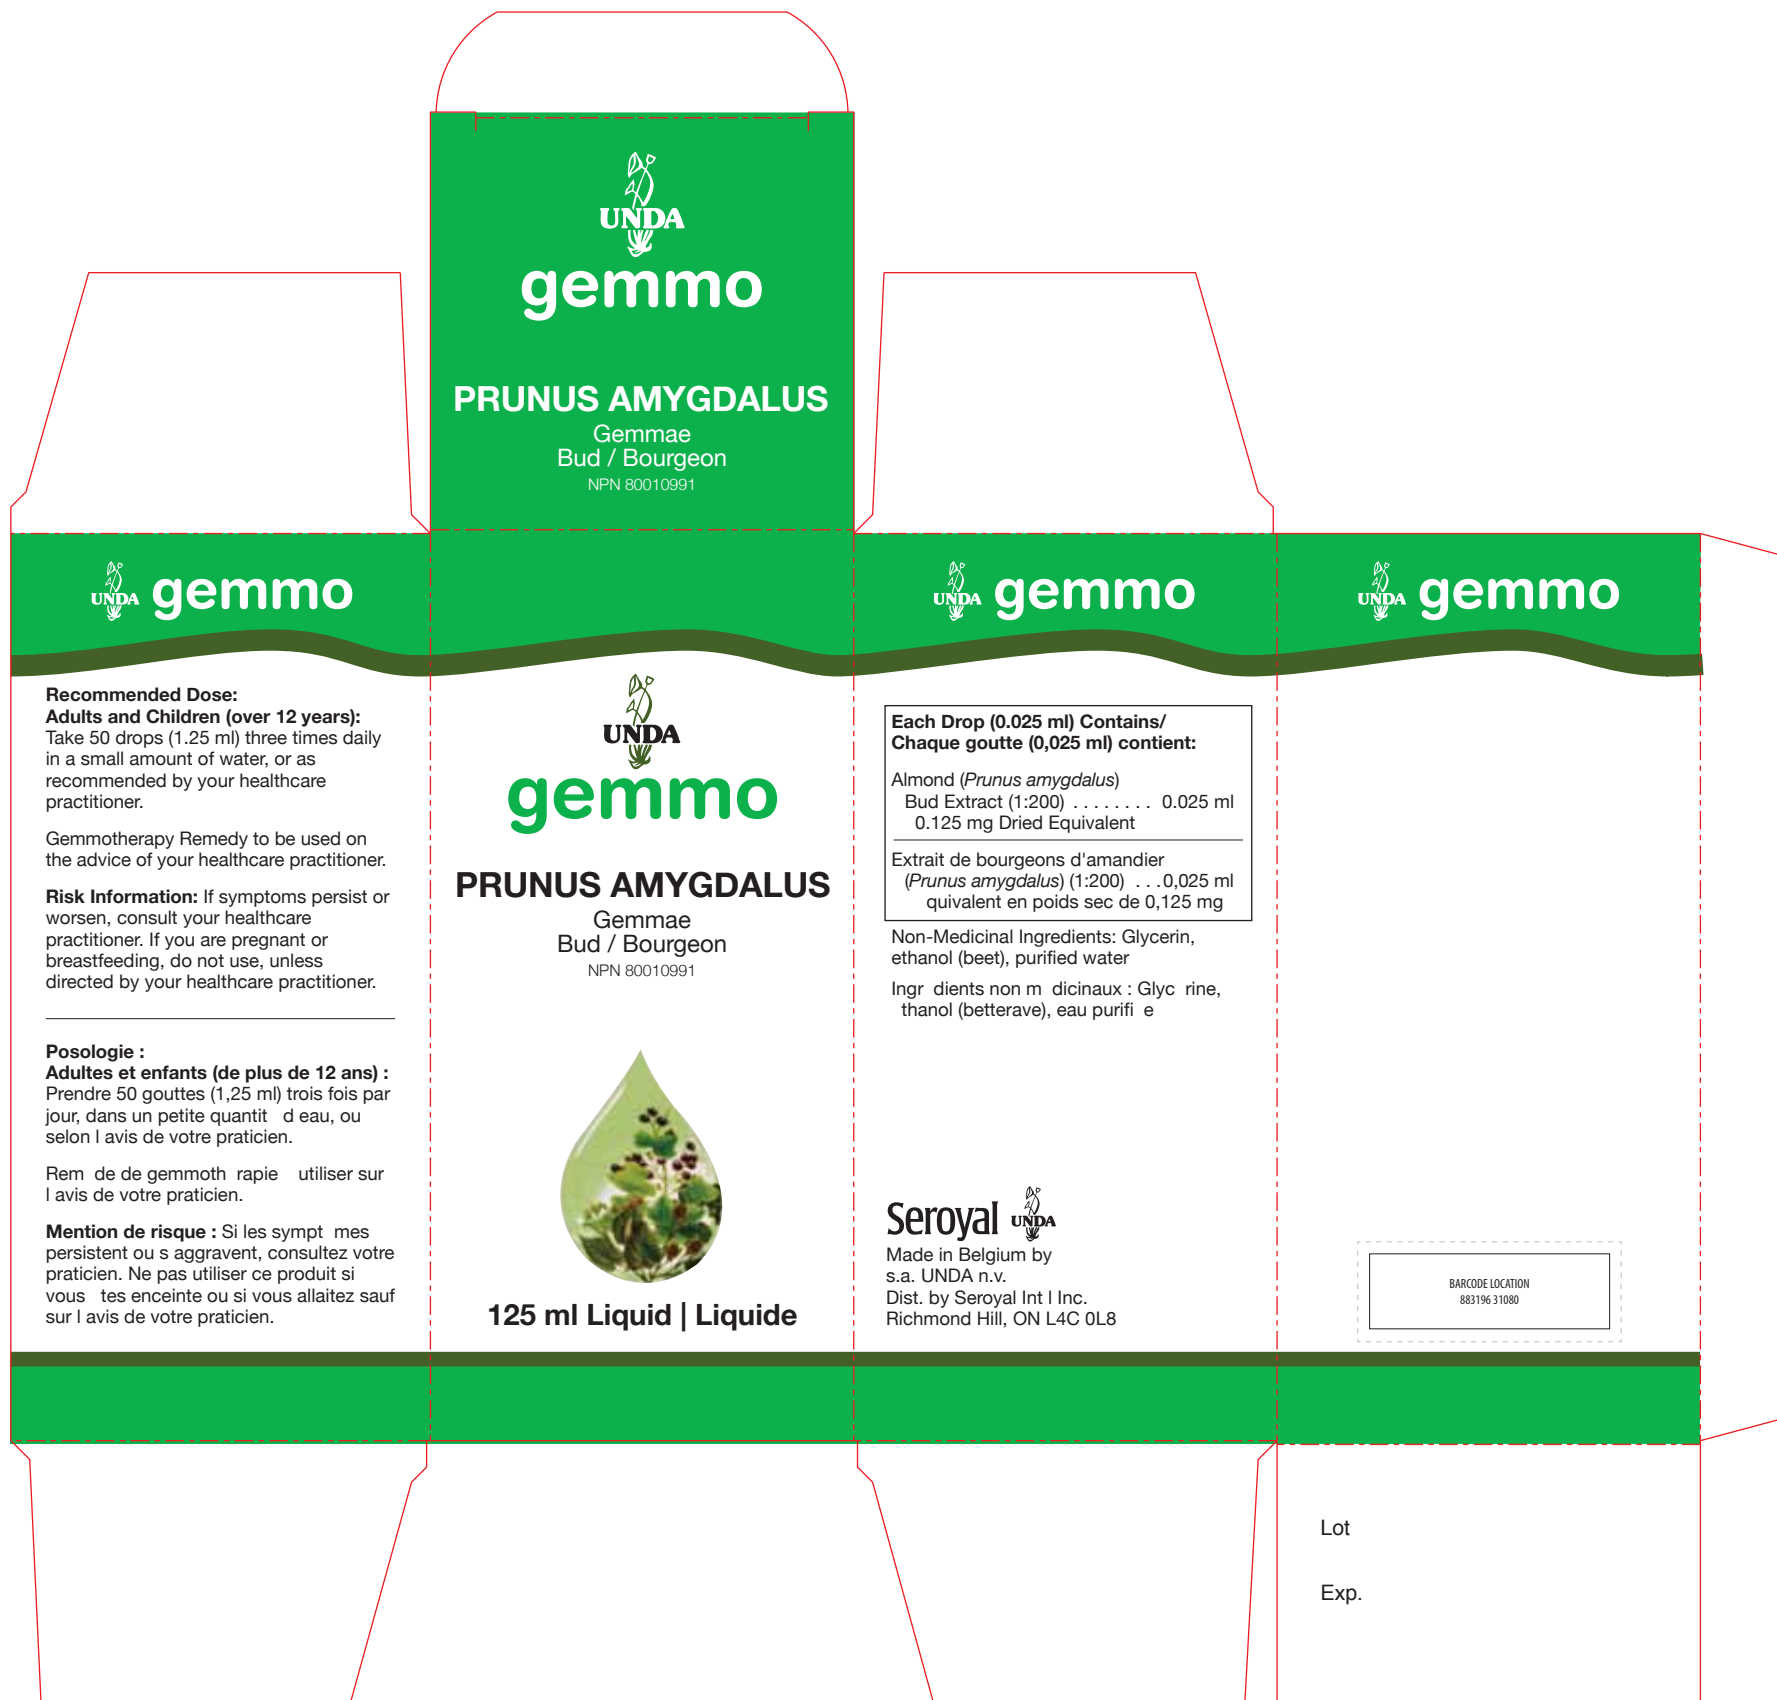 UNDA
gemmo
PRUNUS AMYGDALUS
Gemmae
Bud / Bourgeon
NPN 80010991
UNDA gemmo
Recommended Dose:
Adults and Children (over 12 years):
Take 50 drops (1.25 ml) three times daily
in a small amount of water, or as
recommended by your healthcare
practitioner.
Gemmotherapy Remedy to be used on
the advice of your healthcare practitioner.
Risk Information: If symptoms persist or
worsen, consult your healthcare
practitioner. If you are pregnant or
breastfeeding, do not use, unless
directed by your healthcare practitioner.
Posologie :
Adultes et enfants (de plus de 12 ans) :
Prendre 50 gouttes (1,25 ml) trois fois par
jour, dans un petite quantit d eau, ou
selon l avis de votre praticien.
Rem de de gemmoth rapie utiliser sur
l avis de votre praticien.
Mention de risque : Si les sympt mes
persistent ou s aggravent, consultez votre
praticien. Ne pas utiliser ce produit si
vous tes enceinte ou si vous allaitez sauf
sur l avis de votre praticien.
UNDA
gemmo
PRUNUS AMYGDALUS
Gemmae
Bud / Bourgeon
NPN 80010991
125 ml Liquid | Liquide
UNDA gemmo
Each Drop (0.025 ml) Contains/
Chaque goutte (0,025 ml) contient:
Almond (Prunus amygdalus)
Bud Extract (1:200) . . . . . . . . 0.025 ml
0.125 mg Dried Equivalent
Extrait de bourgeons d'amandier
(Prunus amygdalus) (1:200) . . .0,025 ml
quivalent en poids sec de 0,125 mg
Non-Medicinal Ingredients: Glycerin,
ethanol (beet), purified water
Ingr dients non m dicinaux : Glyc rine,
thanol (betterave), eau purifi e
Seroyal UNDA
Made in Belgium by
s.a. UNDA n.v.
Dist. by Seroyal Int l Inc.
Richmond Hill, ON L4C 0L8
UNDA gemmo
BARCODE LOCATION
883196 31080
Lot
Exp.